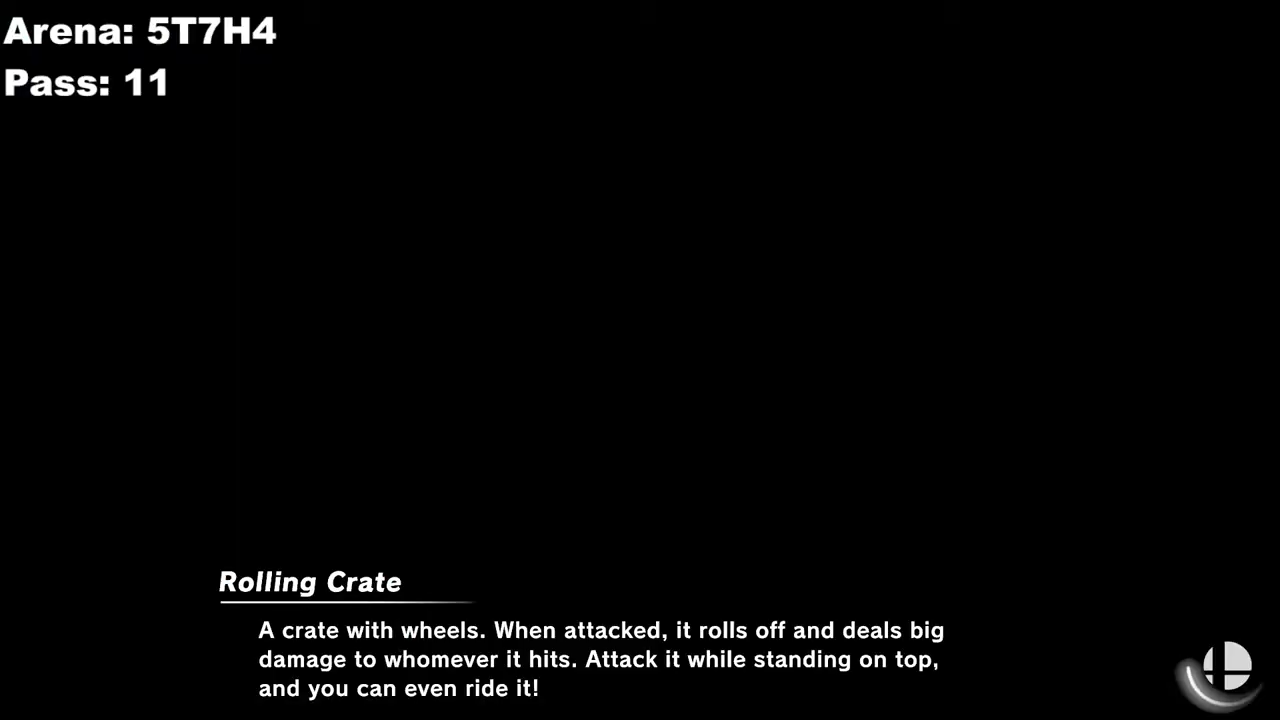 Arena: 5T7H4
Pass: 11
Rolling Crate
A crate with wheels. When attacked, it rolls off and deals big
damage to whomever it hits. Attack it while standing on top,
and you can even ride it!